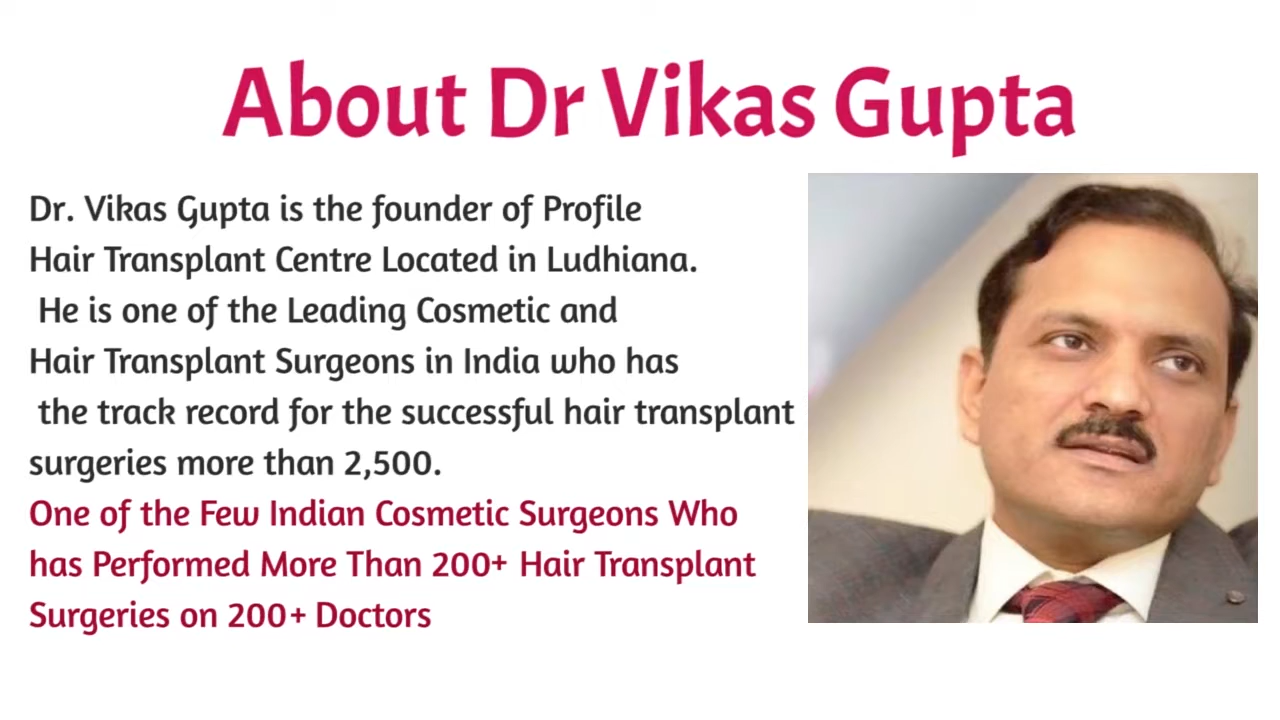 About Dr Vikas Gupta
Dr. Vikas Gupta is the founder of Profile
Hair Transplant Centre Located in Ludhiana.
He is one of the Leading Cosmetic and
Hair Transplant Surgeons in India who has
the track record for the successful hair transplant
surgeries more than 2,500.
One of the Few Indian Cosmetic Surgeons Who
has Performed More Than 200+ Hair Transplant
Surgeries on 200+ Doctors